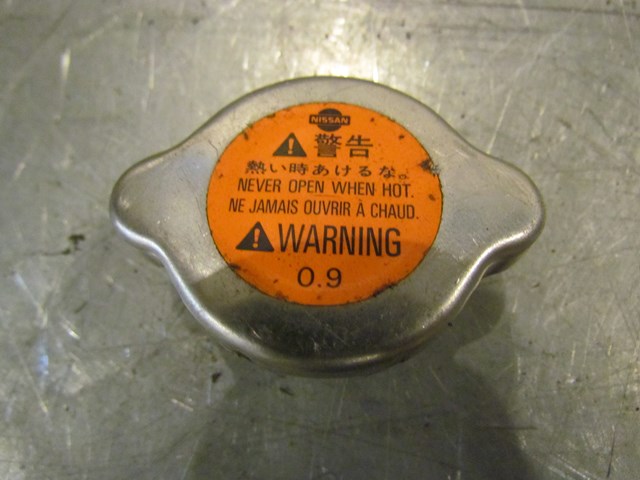 NISSAN
警告
熱い時あけるな。
NEVER OPEN WHEN HOT.
NE JAMAIS OUVRIR À CHAUD.
WARNING
0.9